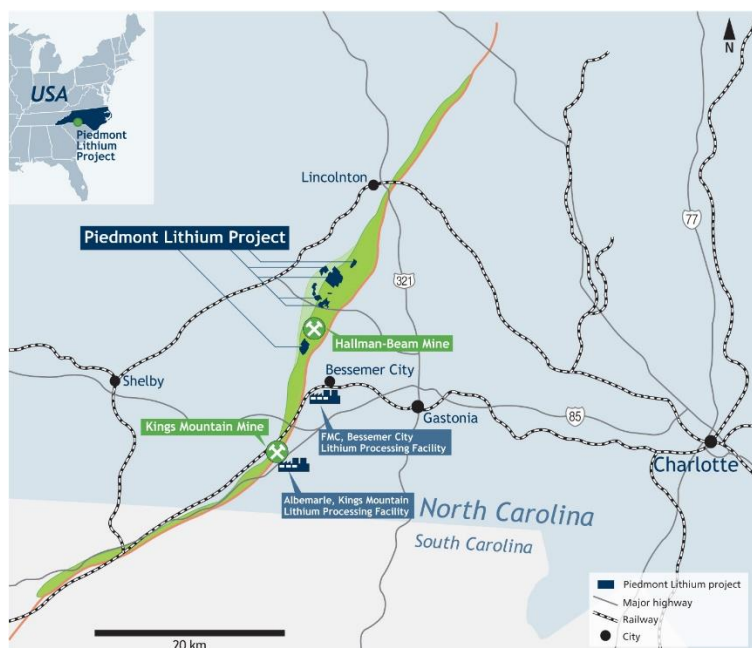 USA
Piedmont
Lithium
Project
N
Lincolnton
77
Piedmont Lithium Project
321
Hallman-Beam Mine
Bessemer City
Shelby
Gastonia
85
Kings Mountain Mine
FMC, Bessemer City
Lithium Processing Facility
Charlotte
Albemarle, Kings Mountain
Lithium Processing Facility
North Carolina
South Carolina
Piedmont Lithium project
Major highway
Railway
City
20 km